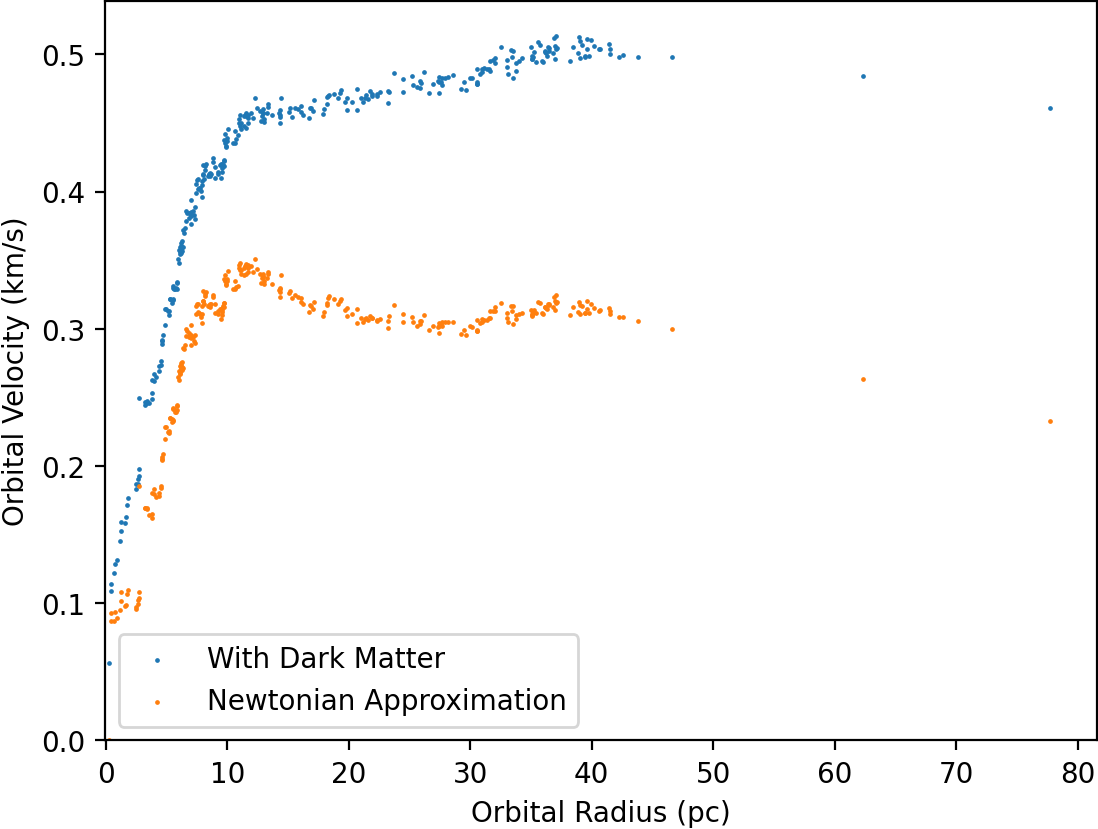 0.5
0.4
0.3
0.2
0.1
0.0
Orbital Velocity (km/s)
With Dark Matter
Newtonian Approximation
0 10 20 30 40 50 60 70 80
Orbital Radius (pc)